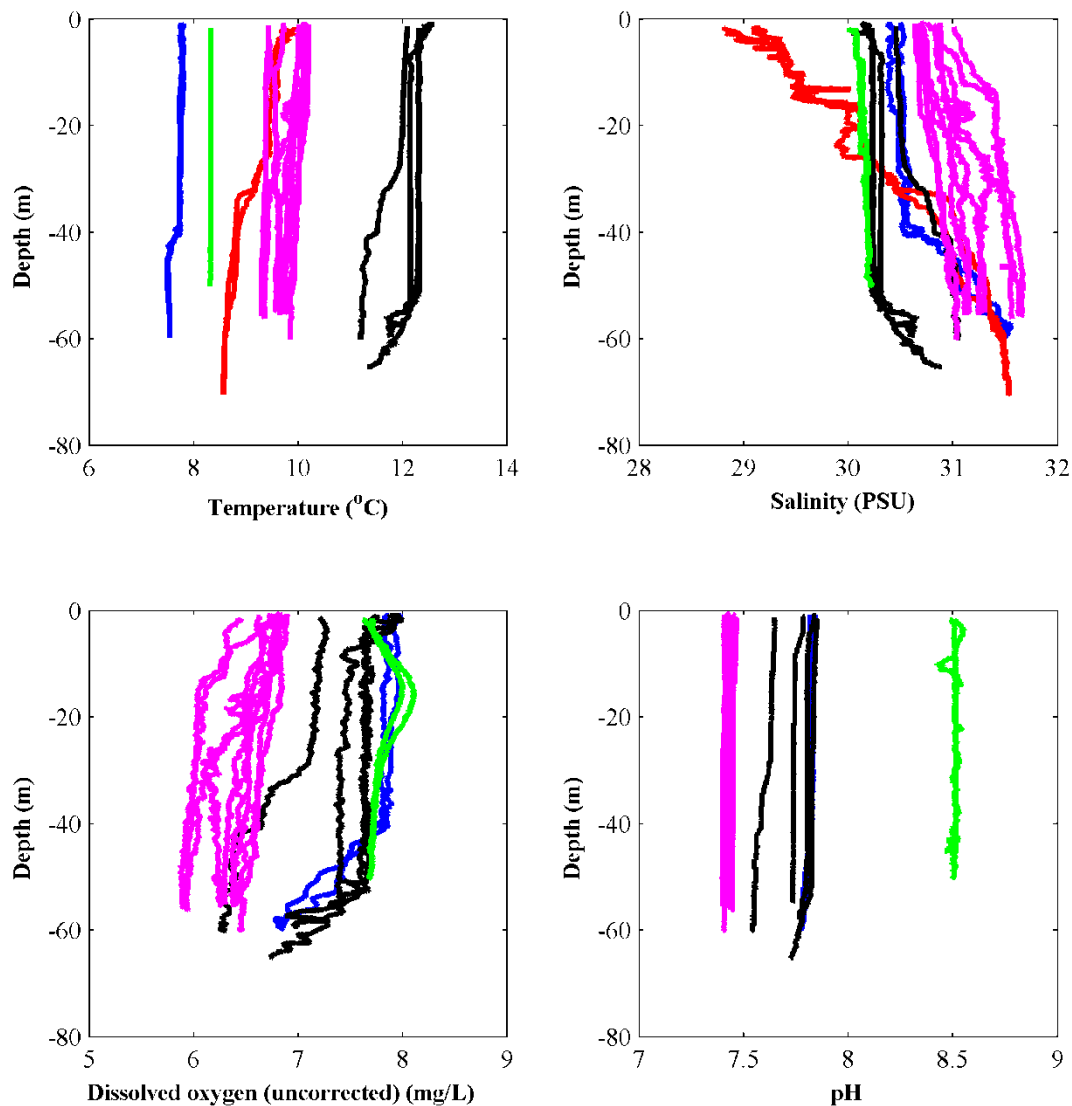 0
-20
-40
-60
-80
Depth (m)
6 8 10 12 14
Temperature (°C)
0
-20
-40
-60
-80
Depth (m)
28 29 30 31 32
Salinity (PSU)
0
-20
-40
-60
-80
Depth (m)
5 6 7 8 9
Dissolved oxygen (uncorrected) (mg/L)
0
-20
-40
-60
-80
Depth (m)
7 7.5 8 8.5 9
pH